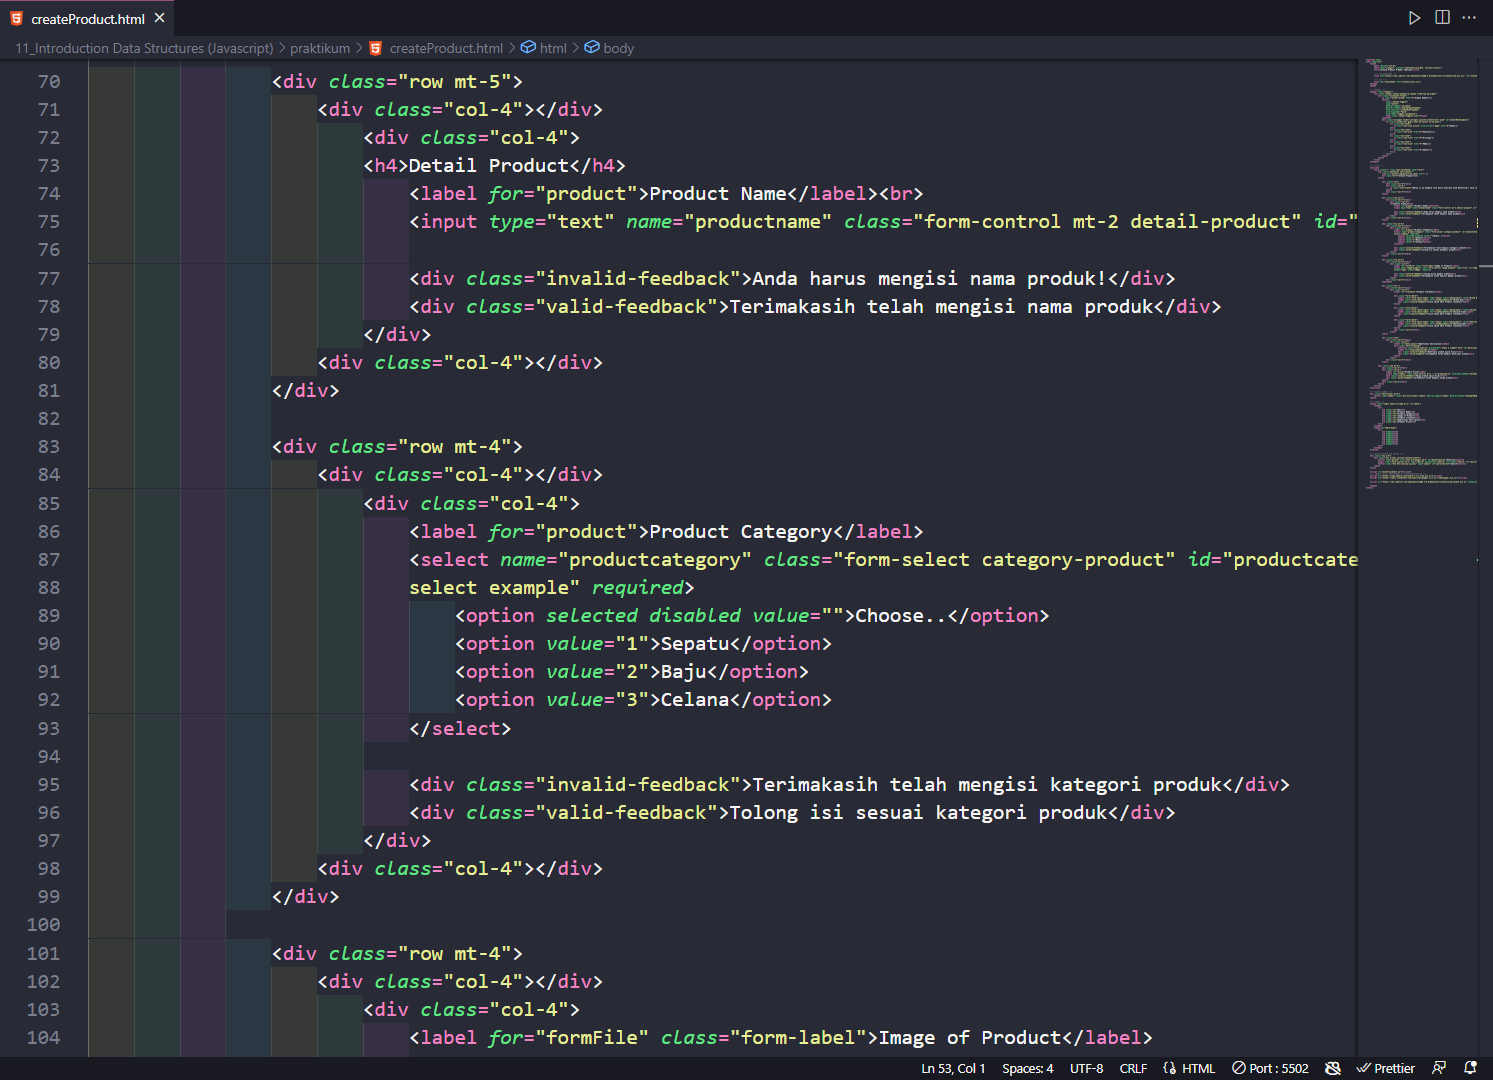 createProduct.html
11_Introduction Data Structures (Javascript) > praktikum > createProduct.html > html > body
70 <div class="row mt-5">
71 <div class="col-4"></div>
72 <div class="col-4">
73 <h4>Detail Product</h4>
74 <label for="product">Product Name</label><br>
75 <input type="text" name="productname" class="form-control mt-2 detail-product" id="
76
77 <div class="invalid-feedback">Anda harus mengisi nama produk!</div>
78 <div class="valid-feedback">Terimakasih telah mengisi nama produk</div>
79 </div>
80 <div class="col-4"></div>
81 </div>
82
83 <div class="row mt-4">
84 <div class="col-4"></div>
85 <div class="col-4">
86 <label for="product">Product Category</label>
87 <select name="productcategory" class="form-select category-product" id="productcate
88 select example" required>
89 <option selected disabled value="">Choose..</option>
90 <option value="1">Sepatu</option>
91 <option value="2">Baju</option>
92 <option value="3">Celana</option>
93 </select>
94
95 <div class="invalid-feedback">Terimakasih telah mengisi kategori produk</div>
96 <div class="valid-feedback">Tolong isi sesuai kategori produk</div>
97 </div>
98 <div class="col-4"></div>
99 </div>
100
101 <div class="row mt-4">
102 <div class="col-4"></div>
103 <div class="col-4">
104 <label for="formFile" class="form-label">Image of Product</label>
Ln 53, Col 1 Spaces: 4 UTF-8 CRLF HTML Port : 5502 Prettier